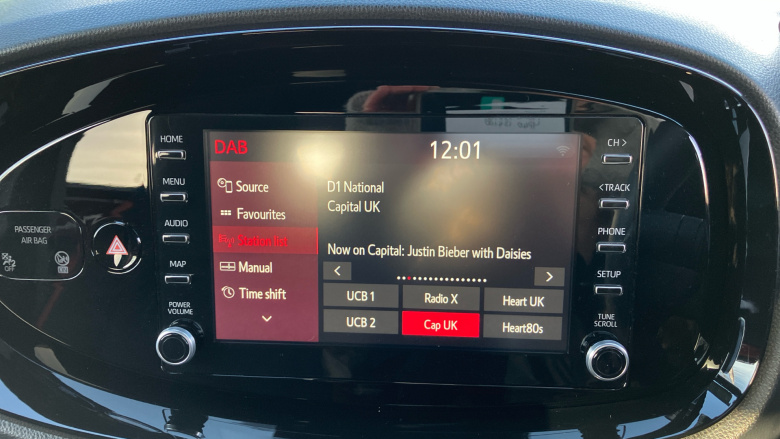 HOME
MENU
AUDIO
MAP
POWER
VOLUME
PASSENGER
AIR BAG
OFF
DAB
12:01
Source
Favourites
Station list
Manual
Time shift
D1 National
Capital UK
Now on Capital: Justin Bieber with Daisies
<
>
UCB 1
Radio X
Heart UK
UCB 2
Cap UK
Heart80s
CH >
< TRACK
PHONE
SETUP
TUNE
SCROLL